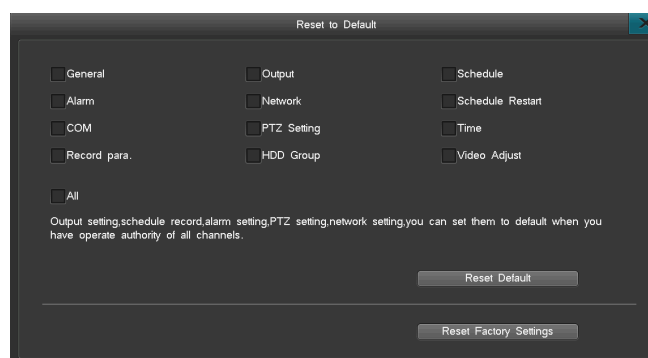 Reset to Default
General Output Schedule
Alarm Network Schedule Restart
COM PTZ Setting Time
Record para. HDD Group Video Adjust
All
Output setting,schedule record,alarm setting,PTZ setting,network setting,you can set them to default when you
have operate authority of all channels.
Reset Default
Reset Factory Settings